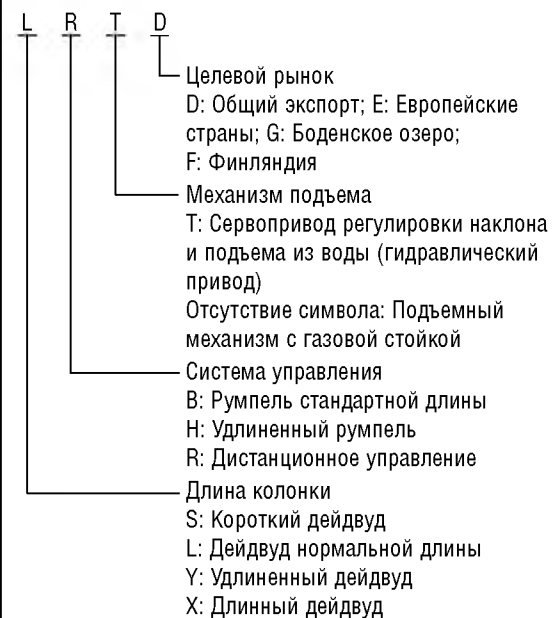 L R T D
Целевой рынок
D: Общий экспорт; E: Европейские
страны; G: Боденское озеро;
F: Финляндия
Механизм подъема
T: Сервопривод регулировки наклона
и подъема из воды (гидравлический
привод)
Отсутствие символа: Подъемный
механизм с газовой стойкой
Система управления
B: Румпель стандартной длины
H: Удлиненный румпель
R: Дистанционное управление
Длина колонки
S: Короткий дейдвуд
L: Дейдвуд нормальной длины
Y: Удлиненный дейдвуд
X: Длинный дейдвуд